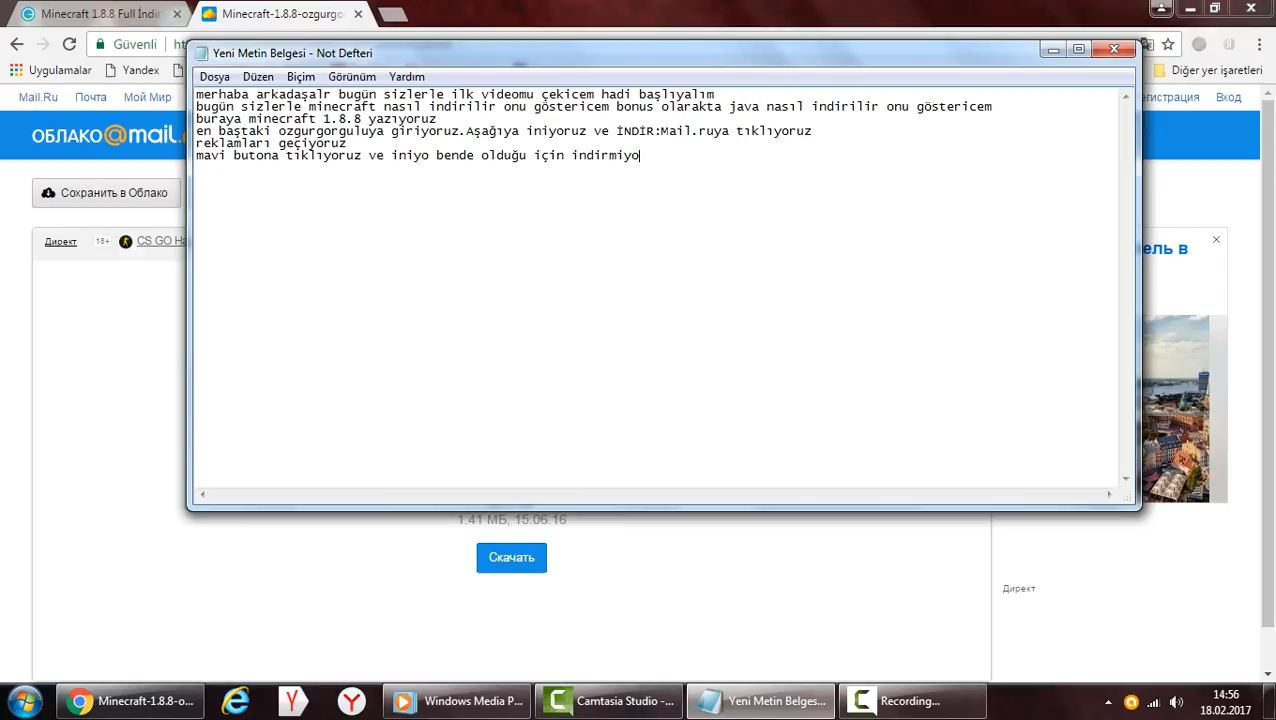 Minecraft 1.8.8 Full İndir
Minecraft-1.8.8-ozgurgo
Güvenli
Uygulamalar
Yandex
Diğer yer işaretleri
Mail.Ru
Почта
Мой Мир
Регистрация
Вход
ОБЛАКО@mail.
Сохранить в Облако
Директ
18+
CS GO На
Yeni Metin Belgesi - Not Defteri
Dosya Düzen Biçim Görünüm Yardım
merhaba arkadaşalr bugün sizlerle ilk videomu çekicem hadi başlıyalım
bugün sizlerle minecraft nasıl indirilir onu göstericem bonus olarakta java nasıl indirilir onu göstericem
buraya minecraft 1.8.8 yazıyoruz
en baştaki ozgurgorguluya giriyoruz.Aşağıya iniyoruz ve İNDİR:Mail.ruya tıklıyoruz
reklamları geçiyoruz
mavi butona tıklıyoruz ve iniyo bende olduğu için indirmiyo
ель в
1.41 МБ, 15.06.16
Скачать
Директ
Minecraft-1.8.8-o...
Windows Media P...
Camtasia Studio -...
Yeni Metin Belges...
Recording...
14:56
18.02.2017